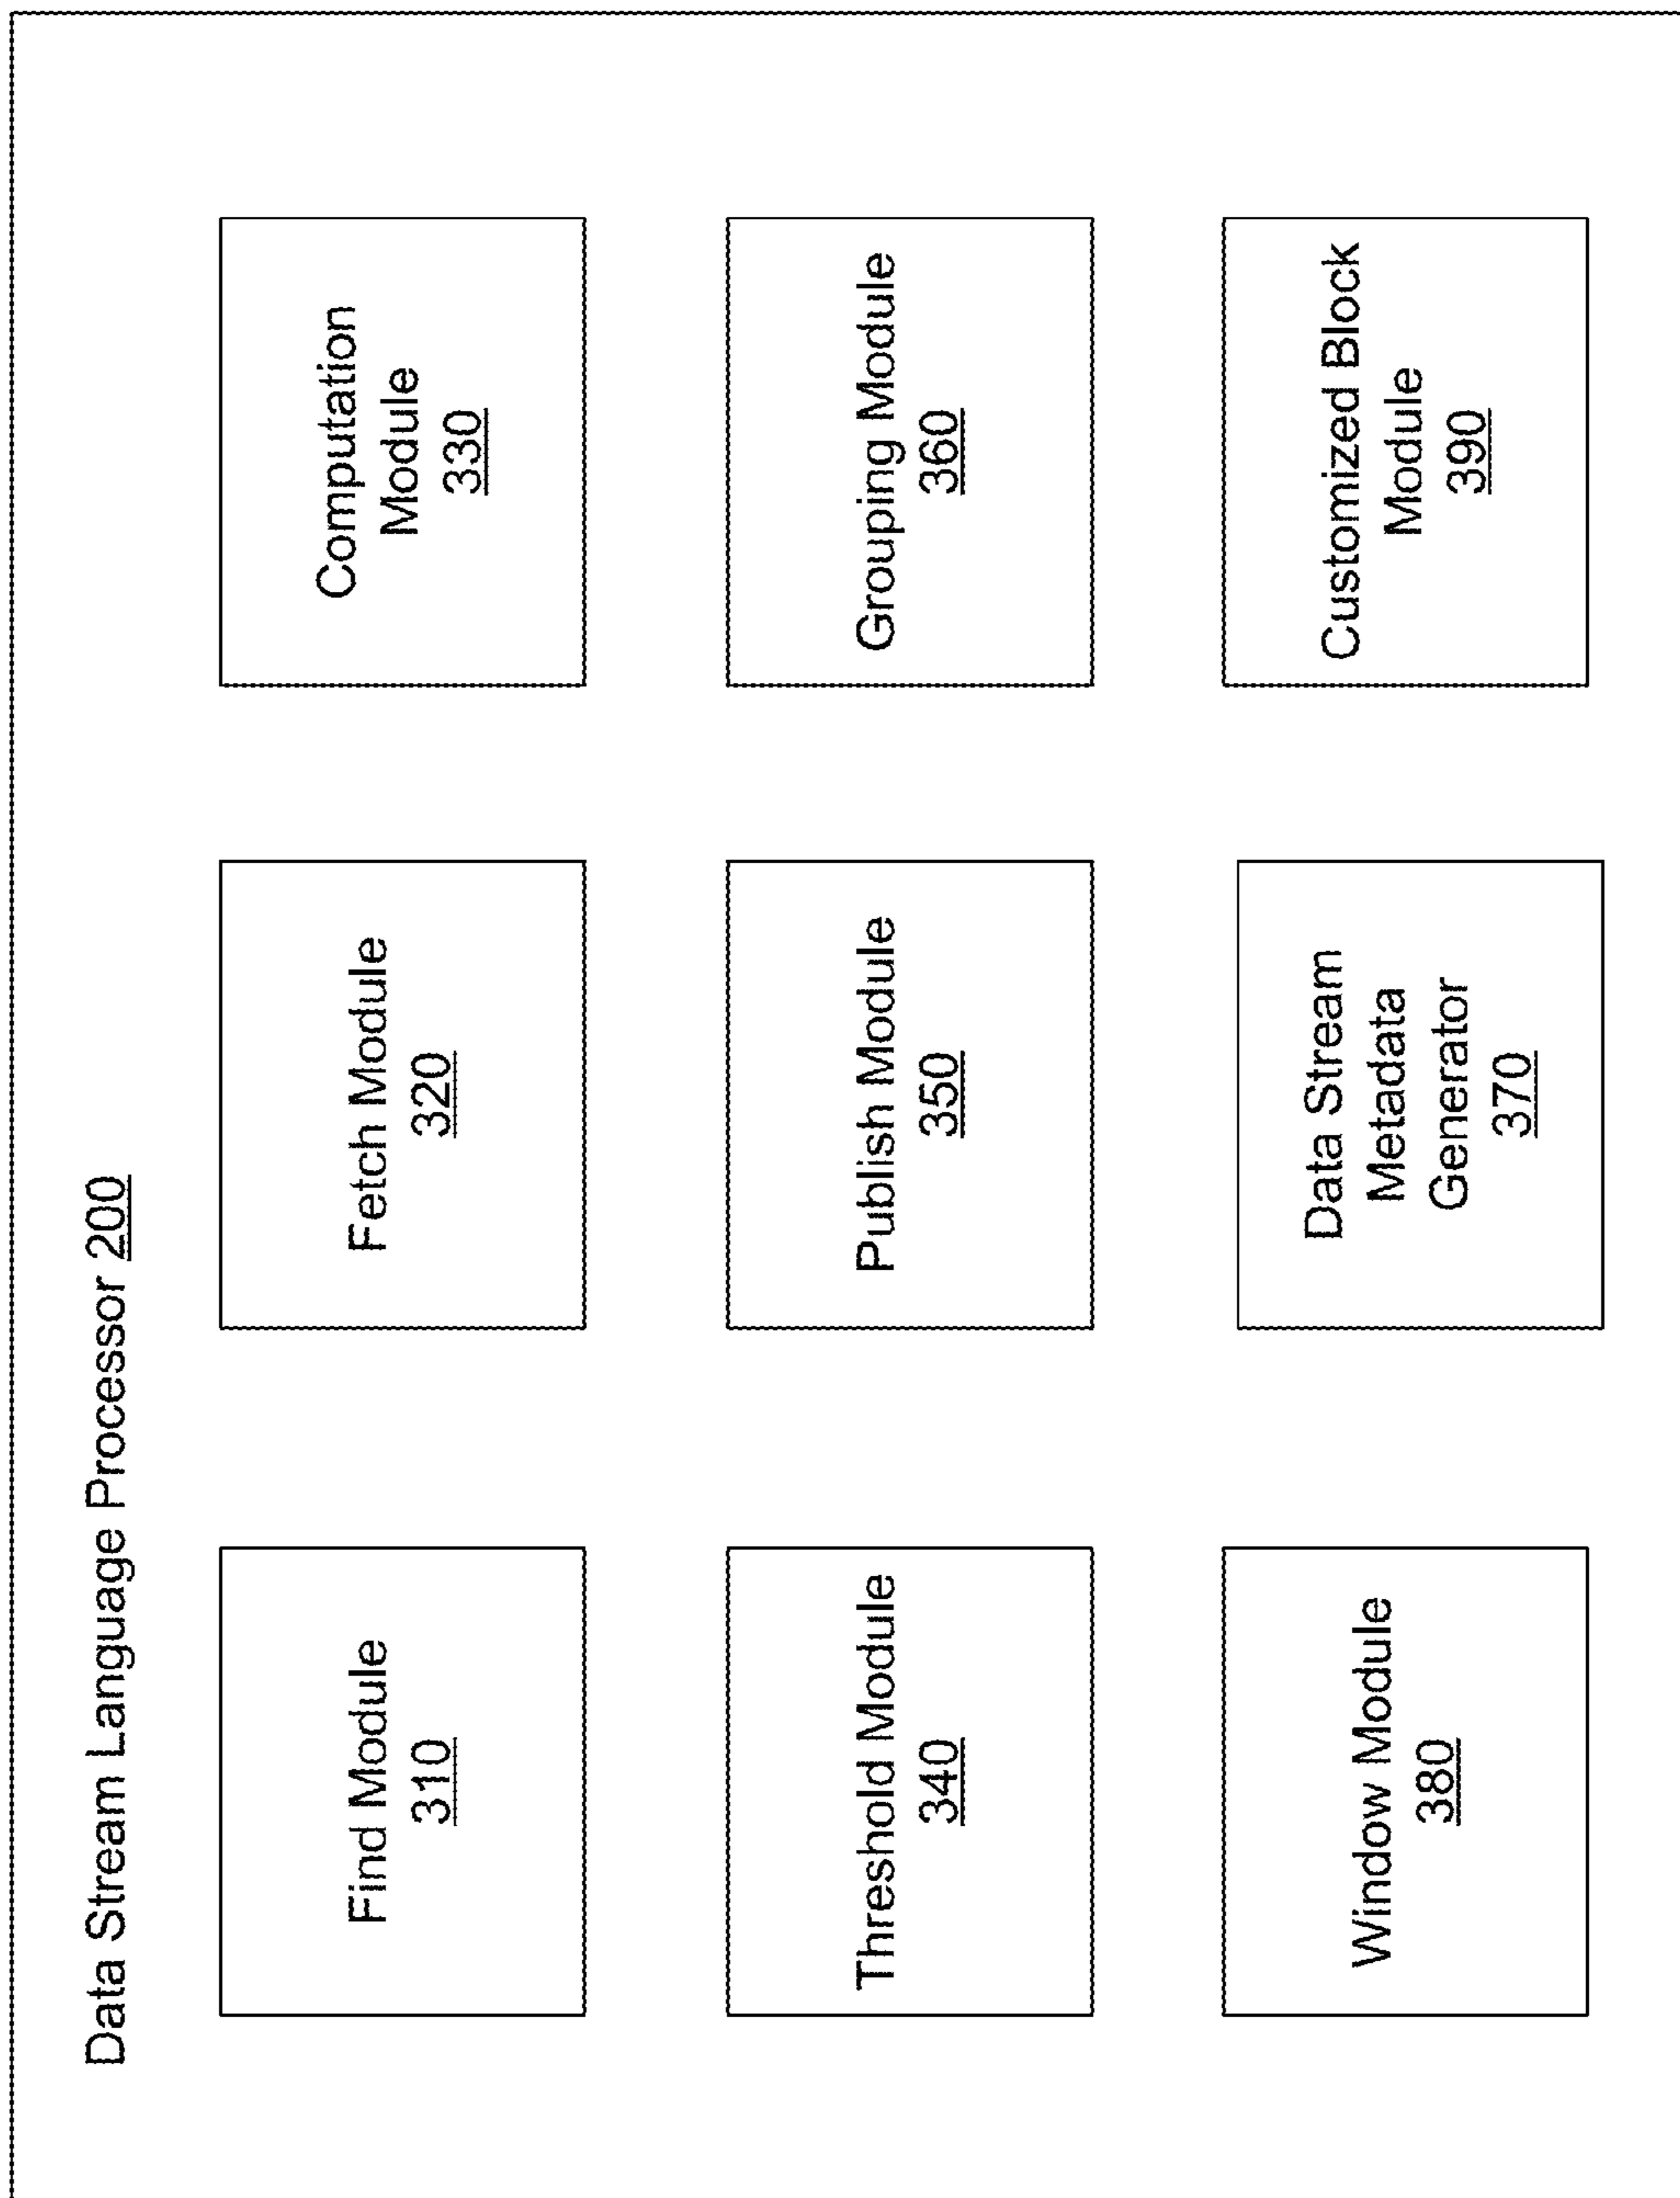 Data Stream Language Processor 200
Find Module
310
Fetch Module
320
Computation
Module
330
Threshold Module
340
Publish Module
350
Grouping Module
360
Window Module
380
Data Stream
Metadata
Generator
370
Customized Block
Module
390